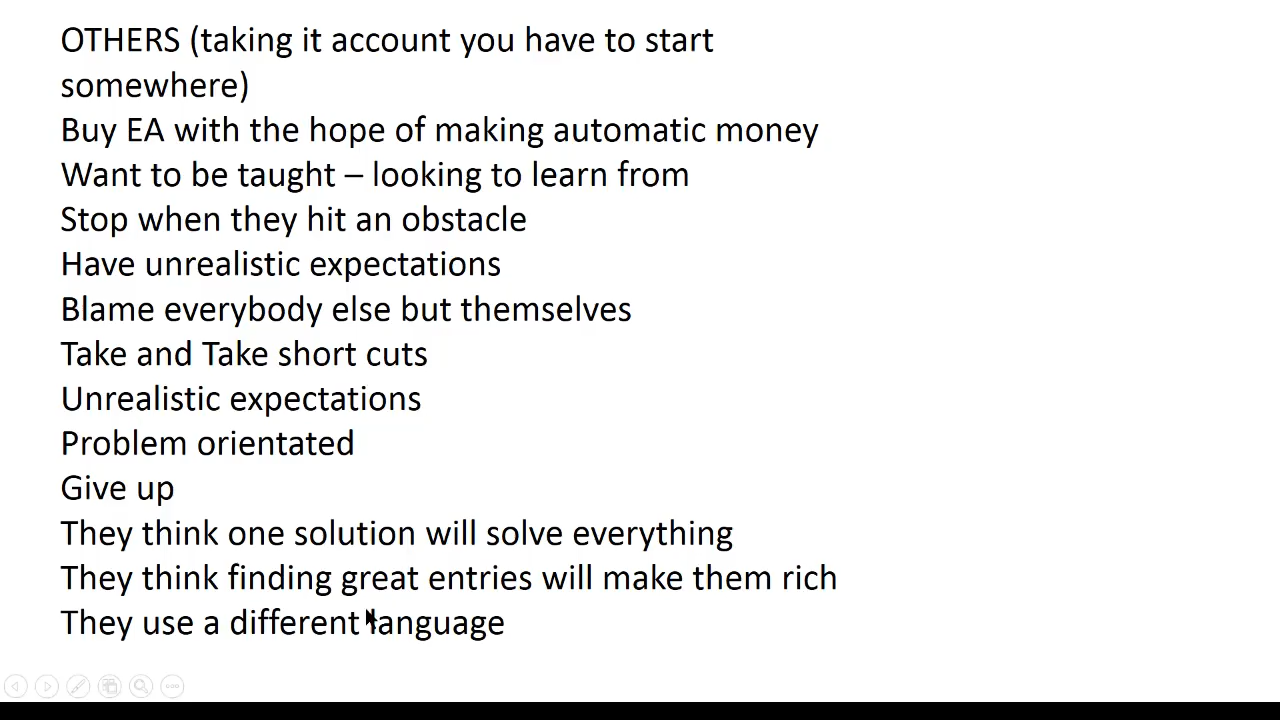 OTHERS (taking it account you have to start
somewhere)
Buy EA with the hope of making automatic money
Want to be taught – looking to learn from
Stop when they hit an obstacle
Have unrealistic expectations
Blame everybody else but themselves
Take and Take short cuts
Unrealistic expectations
Problem orientated
Give up
They think one solution will solve everything
They think finding great entries will make them rich
They use a different language